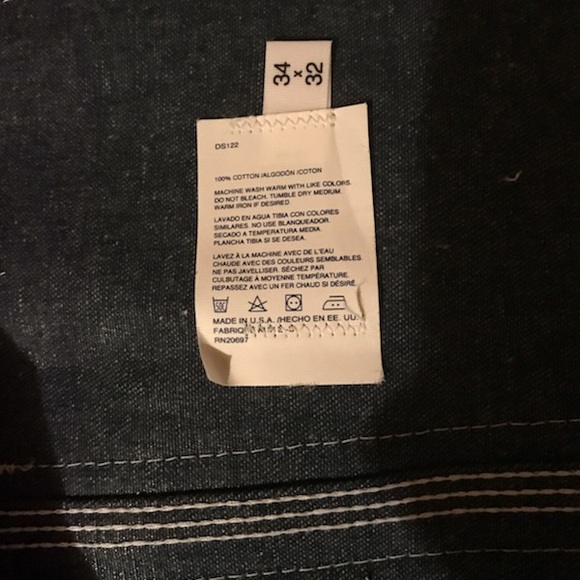 34
x
32
DS122
100% COTTON /ALGODÓN /COTON
MACHINE WASH WARM WITH LIKE COLORS.
DO NOT BLEACH. TUMBLE DRY MEDIUM.
WARM IRON IF DESIRED.
LAVADO EN AGUA TIBIA CON COLORES
SIMILARES. NO USE BLANQUEADOR.
SECADO A TEMPERATURA MEDIA.
PLANCHA TIBIA SI SE DESEA.
LAVEZ À LA MACHINE AVEC DE L'EAU
CHAUDE AVEC DES COULEURS SEMBLABLES.
NE PAS JAVELLISER. SÉCHEZ PAR
CULBUTAGE À MOYENNE TEMPÉRATURE.
REPASSEZ AVEC UN FER CHAUD SI DÉSIRÉ.
50C
MADE IN U.S.A. /HECHO EN EE. UU.
RN20697